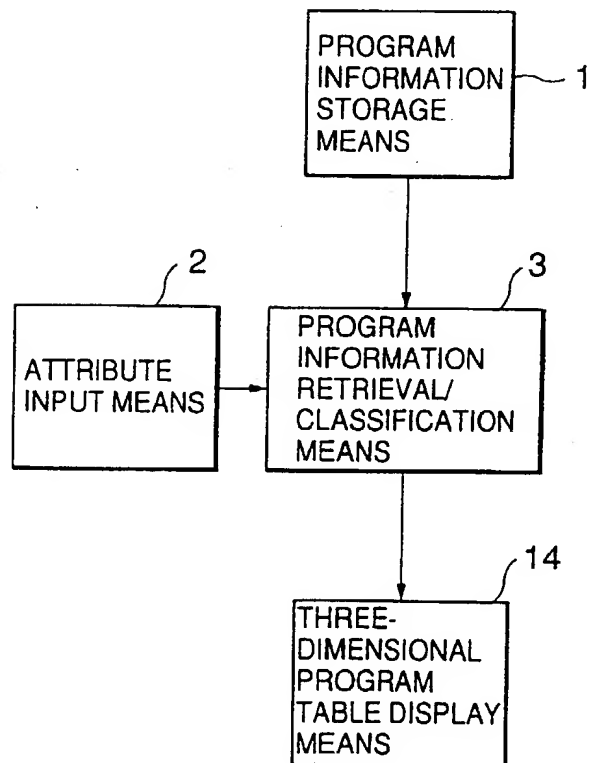 PROGRAM
INFORMATION
STORAGE
MEANS
1
2
ATTRIBUTE
INPUT MEANS
3
PROGRAM
INFORMATION
RETRIEVAL/
CLASSIFICATION
MEANS
14
THREE-
DIMENSIONAL
PROGRAM
TABLE DISPLAY
MEANS